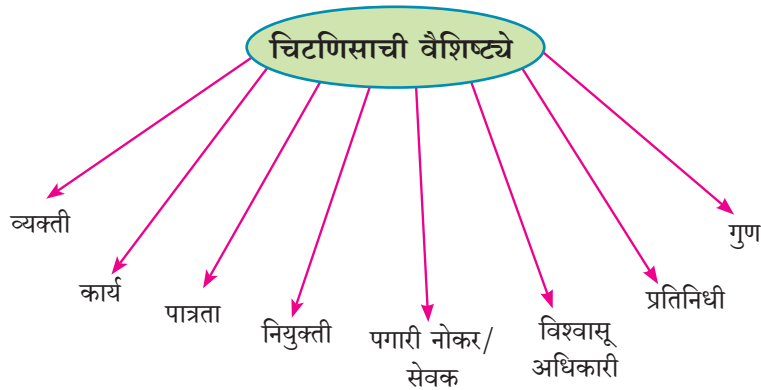 चिटणिसाची वैशिष्ट्ये
व्यक्ती
कार्य
पात्रता
नियुक्ती
पगारी नोकर/
सेवक
विश्वासू
अधिकारी
प्रतिनिधी
गुण